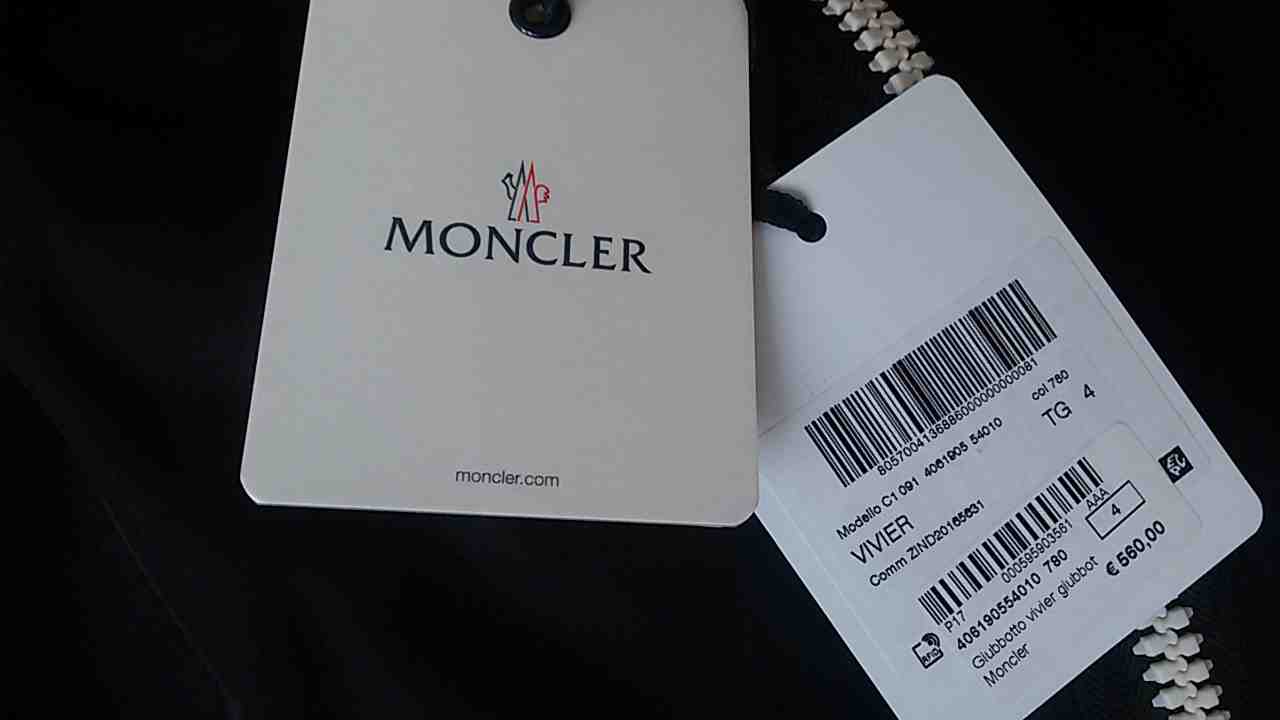 MONCLER
moncler.com
8057004136886000000000081
Modello C1 091 4061905 54010 col 780
VIVIER TG 4
Comm ZIND20165631
000595903561 AAA
P17 4
406190554010 780
Giubbotto vivier giubbot €560,00
Moncler